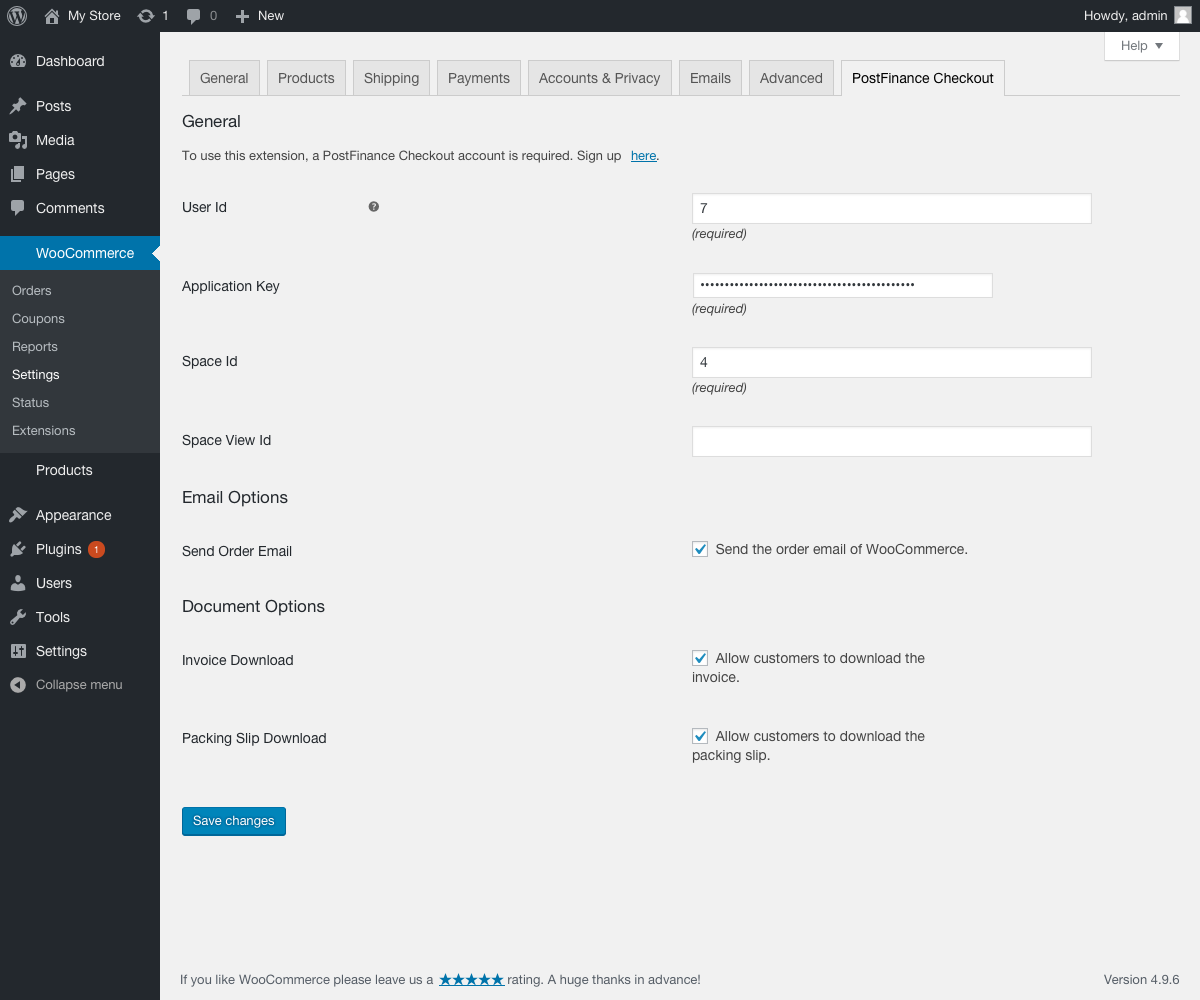 My Store 1 0 New Howdy, admin
Help
Dashboard
Posts
Media
Pages
Comments
WooCommerce
Orders
Coupons
Reports
Settings
Status
Extensions
Products
Appearance
Plugins 1
Users
Tools
Settings
Collapse menu
General Products Shipping Payments Accounts & Privacy Emails Advanced PostFinance Checkout
General
To use this extension, a PostFinance Checkout account is required. Sign up here.
User Id ? 7
(required)
Application Key ••••••••••••••••••••••••••••••••••••••••••••
(required)
Space Id 4
(required)
Space View Id
Email Options
Send Order Email Send the order email of WooCommerce.
Document Options
Invoice Download Allow customers to download the
invoice.
Packing Slip Download Allow customers to download the
packing slip.
Save changes
If you like WooCommerce please leave us a ★★★★★ rating. A huge thanks in advance! Version 4.9.6